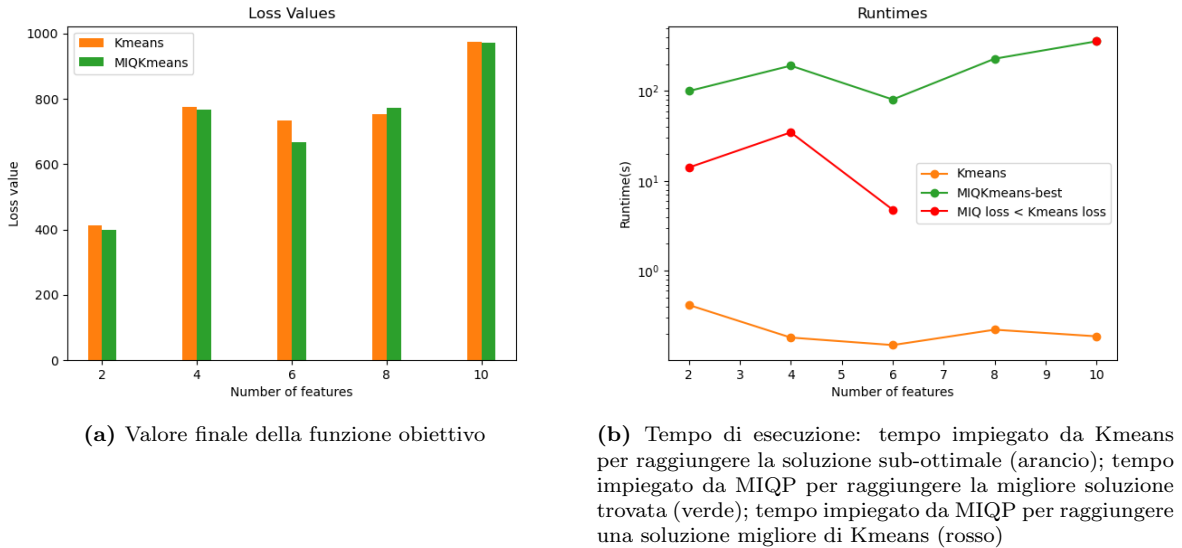 Loss Values
Kmeans
MIQKmeans
1000
800
600
400
200
0
Loss value
2 4 6 8 10
Number of features
(a) Valore finale della funzione obiettivo
Runtimes
10²
10¹
10⁰
Runtime(s)
Kmeans
MIQKmeans-best
MIQ loss < Kmeans loss
2 3 4 5 6 7 8 9 10
Number of features
(b) Tempo di esecuzione: tempo impiegato da Kmeans
per raggiungere la soluzione sub-ottimale (arancio); tempo
impiegato da MIQP per raggiungere la migliore soluzione
trovata (verde); tempo impiegato da MIQP per raggiungere
una soluzione migliore di Kmeans (rosso)